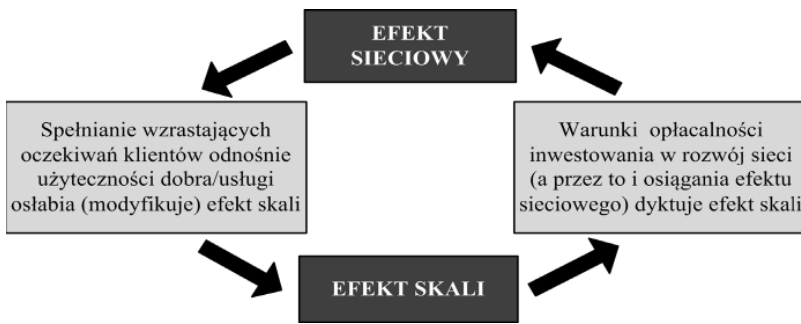 EFEKT
SIECIOWY
Spełnianie wzrastających
oczekiwań klientów odnośnie
użyteczności dobra/usługi
osłabia (modyfikuje) efekt skali
Warunki opłacalności
inwestowania w rozwój sieci
(a przez to i osiągania efektu
sieciowego) dyktuje efekt skali
EFEKT SKALI